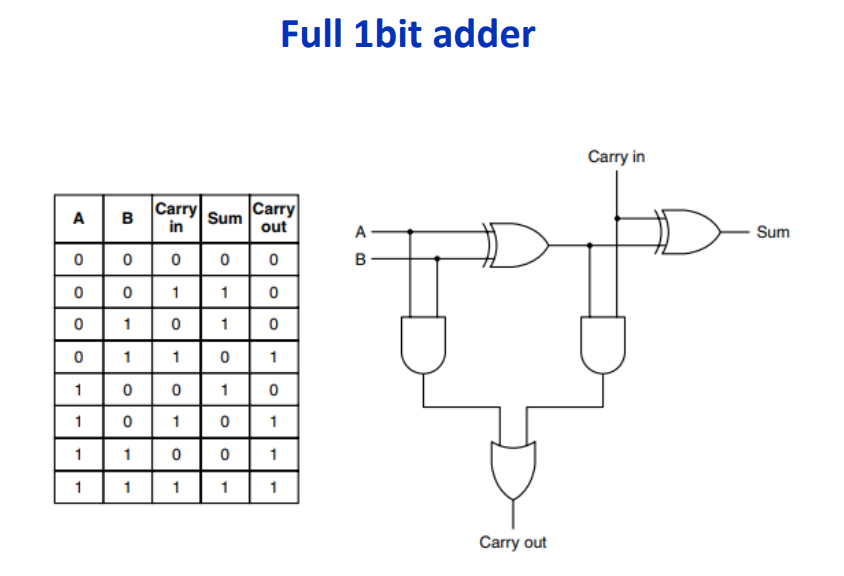 Full 1bit adder
A B Carry in Sum Carry out
0 0 0 0 0
0 0 1 1 0
0 1 0 1 0
0 1 1 0 1
1 0 0 1 0
1 0 1 0 1
1 1 0 0 1
1 1 1 1 1
Carry in
A
B
Sum
Carry out